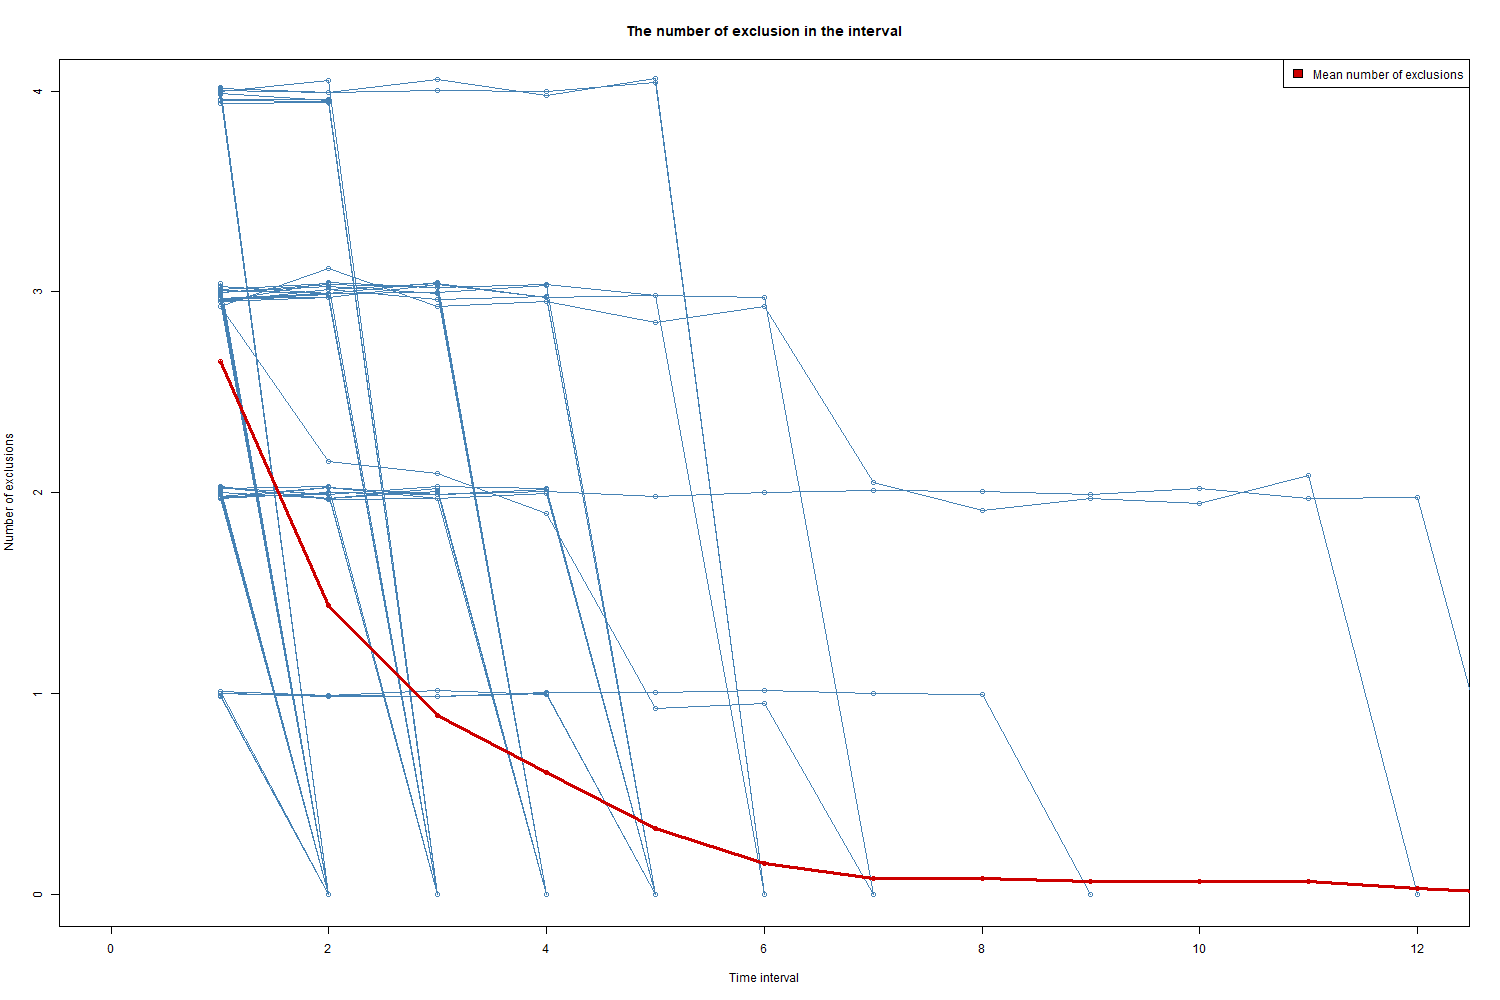 The number of exclusion in the interval
Mean number of exclusions
Number of exclusions
4
3
2
1
0
0 2 4 6 8 10 12
Time interval